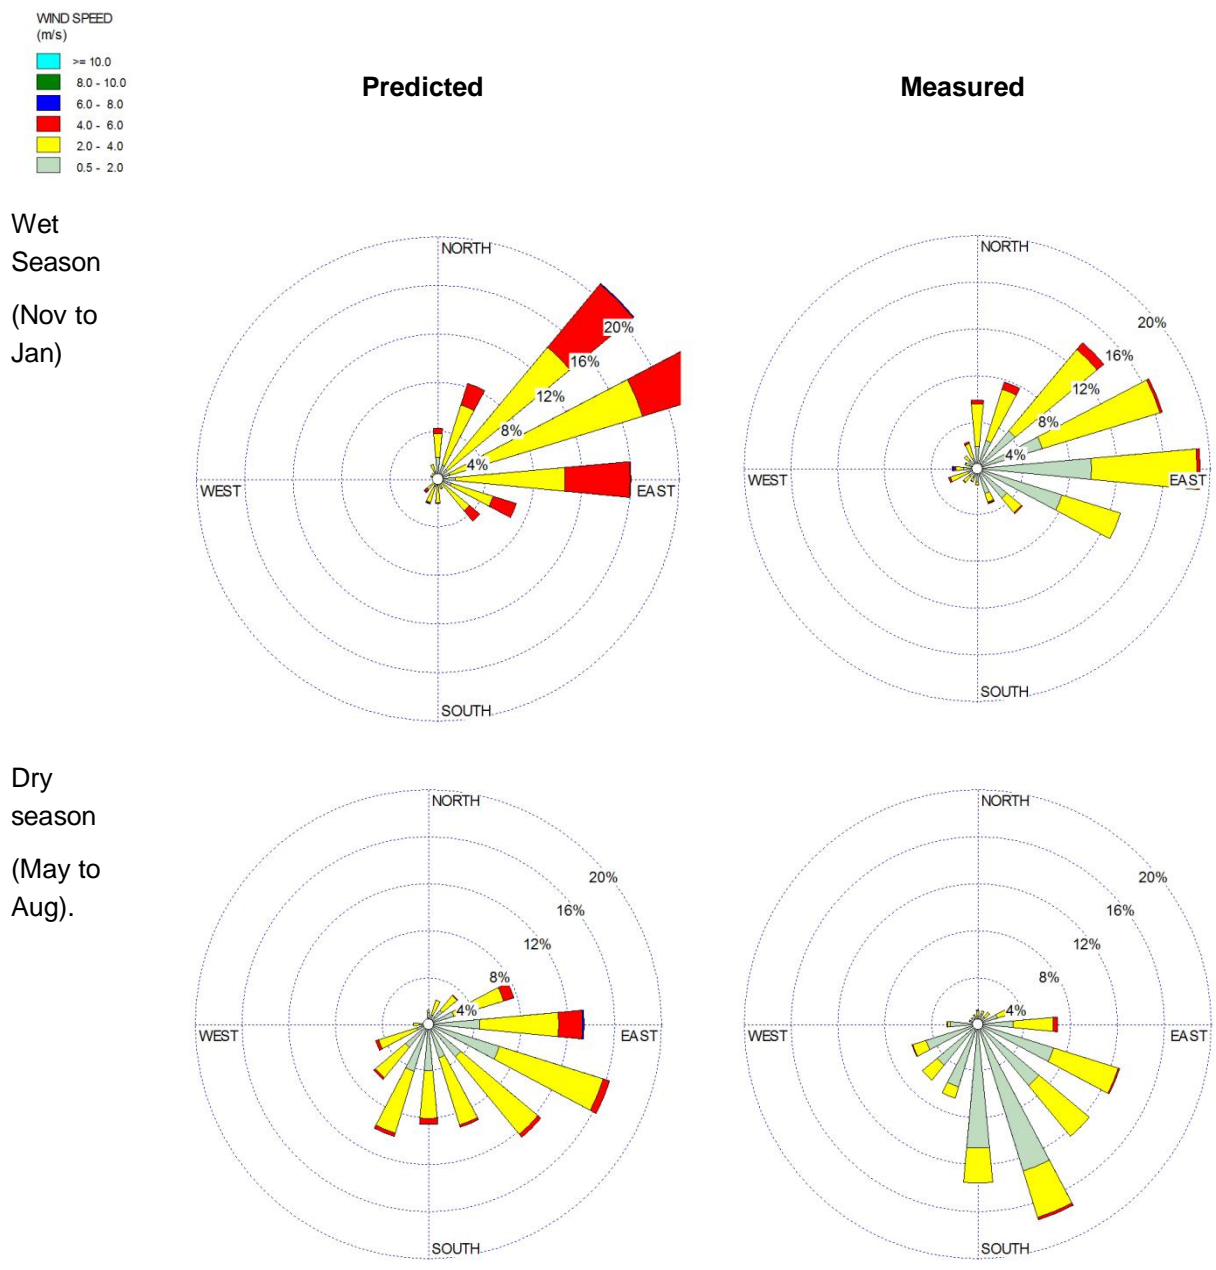 WIND SPEED
(m/s)
>= 10.0
8.0 - 10.0
6.0 - 8.0
4.0 - 6.0
2.0 - 4.0
0.5 - 2.0
Predicted
Measured
Wet
Season
(Nov to
Jan)
NORTH
20%
16%
12%
8%
4%
WEST
EAST
SOUTH
NORTH
20%
16%
12%
8%
4%
WEST
EAST
SOUTH
Dry
season
(May to
Aug).
NORTH
20%
16%
12%
8%
4%
WEST
EAST
SOUTH
NORTH
20%
16%
12%
8%
4%
WEST
EAST
SOUTH